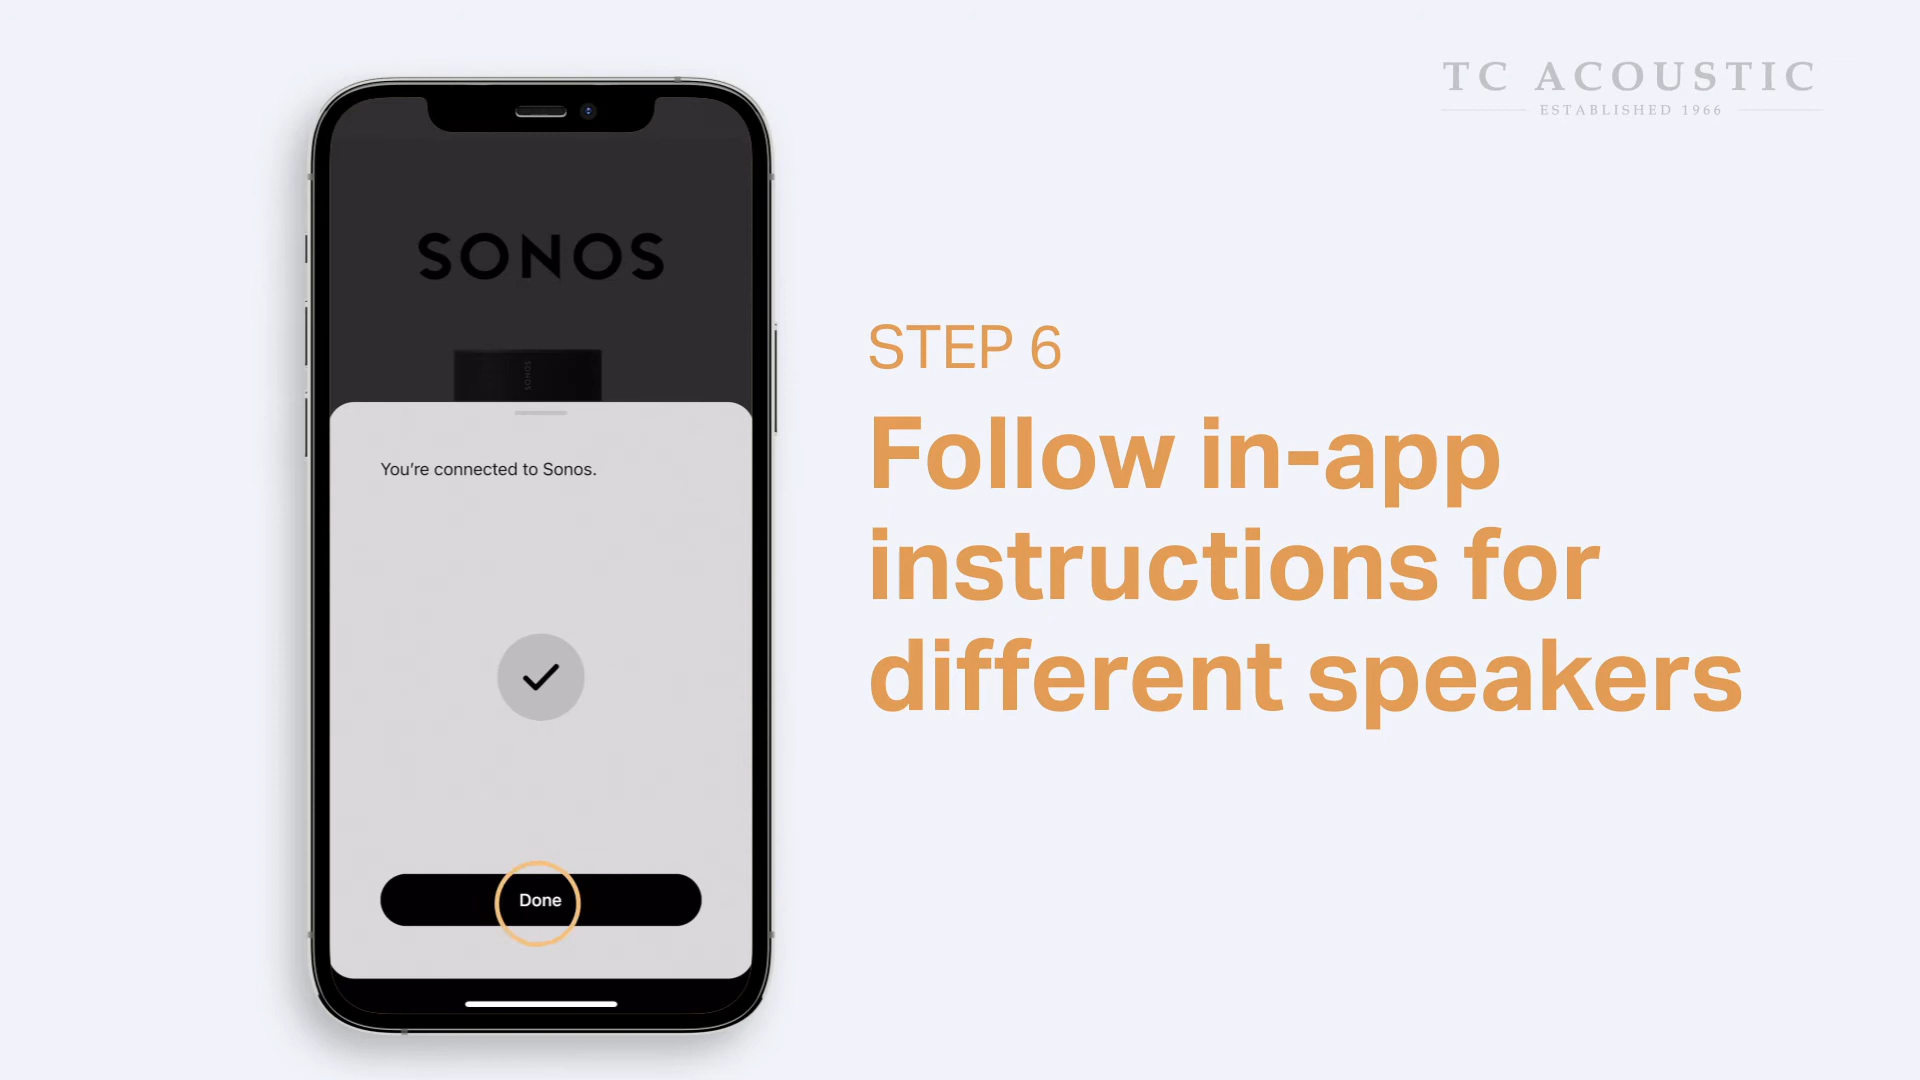 TC ACOUSTIC
ESTABLISHED 1966
SONOS
SONOS
You’re connected to Sonos.
Done
STEP 6
Follow in-app
instructions for
different speakers